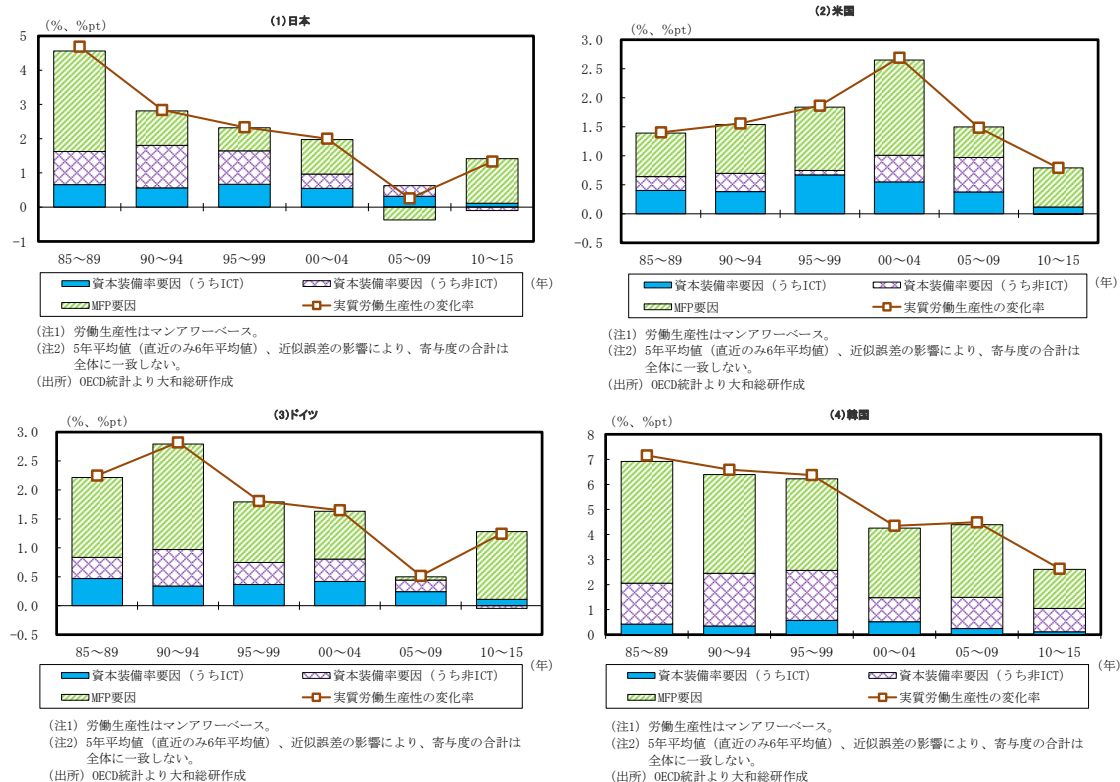 (1)日本
(%、%pt)
5
4
3
2
1
0
-1
85～89 90～94 95～99 00～04 05～09 10～15
(年)
資本装備率要因（うちICT） 資本装備率要因（うち非ICT）
MFP要因 実質労働生産性の変化率
(注1) 労働生産性はマンアワーベース。
(注2) 5年平均値（直近のみ6年平均値）、近似誤差の影響により、寄与度の合計は
全体に一致しない。
(出所) OECD統計より大和総研作成
(2)米国
(%、%pt)
3.0
2.5
2.0
1.5
1.0
0.5
0.0
-0.5
85～89 90～94 95～99 00～04 05～09 10～15
(年)
資本装備率要因（うちICT） 資本装備率要因（うち非ICT）
MFP要因 実質労働生産性の変化率
(注1) 労働生産性はマンアワーベース。
(注2) 5年平均値（直近のみ6年平均値）、近似誤差の影響により、寄与度の合計は
全体に一致しない。
(出所) OECD統計より大和総研作成
(3)ドイツ
(%、%pt)
3.0
2.5
2.0
1.5
1.0
0.5
0.0
-0.5
85～89 90～94 95～99 00～04 05～09 10～15
(年)
資本装備率要因（うちICT） 資本装備率要因（うち非ICT）
MFP要因 実質労働生産性の変化率
(注1) 労働生産性はマンアワーベース。
(注2) 5年平均値（直近のみ6年平均値）、近似誤差の影響により、寄与度の合計は
全体に一致しない。
(出所) OECD統計より大和総研作成
(4)韓国
(%、%pt)
8
7
6
5
4
3
2
1
0
85～89 90～94 95～99 00～04 05～09 10～15
(年)
資本装備率要因（うちICT） 資本装備率要因（うち非ICT）
MFP要因 実質労働生産性の変化率
(注1) 労働生産性はマンアワーベース。
(注2) 5年平均値（直近のみ6年平均値）、近似誤差の影響により、寄与度の合計は
全体に一致しない。
(出所) OECD統計より大和総研作成